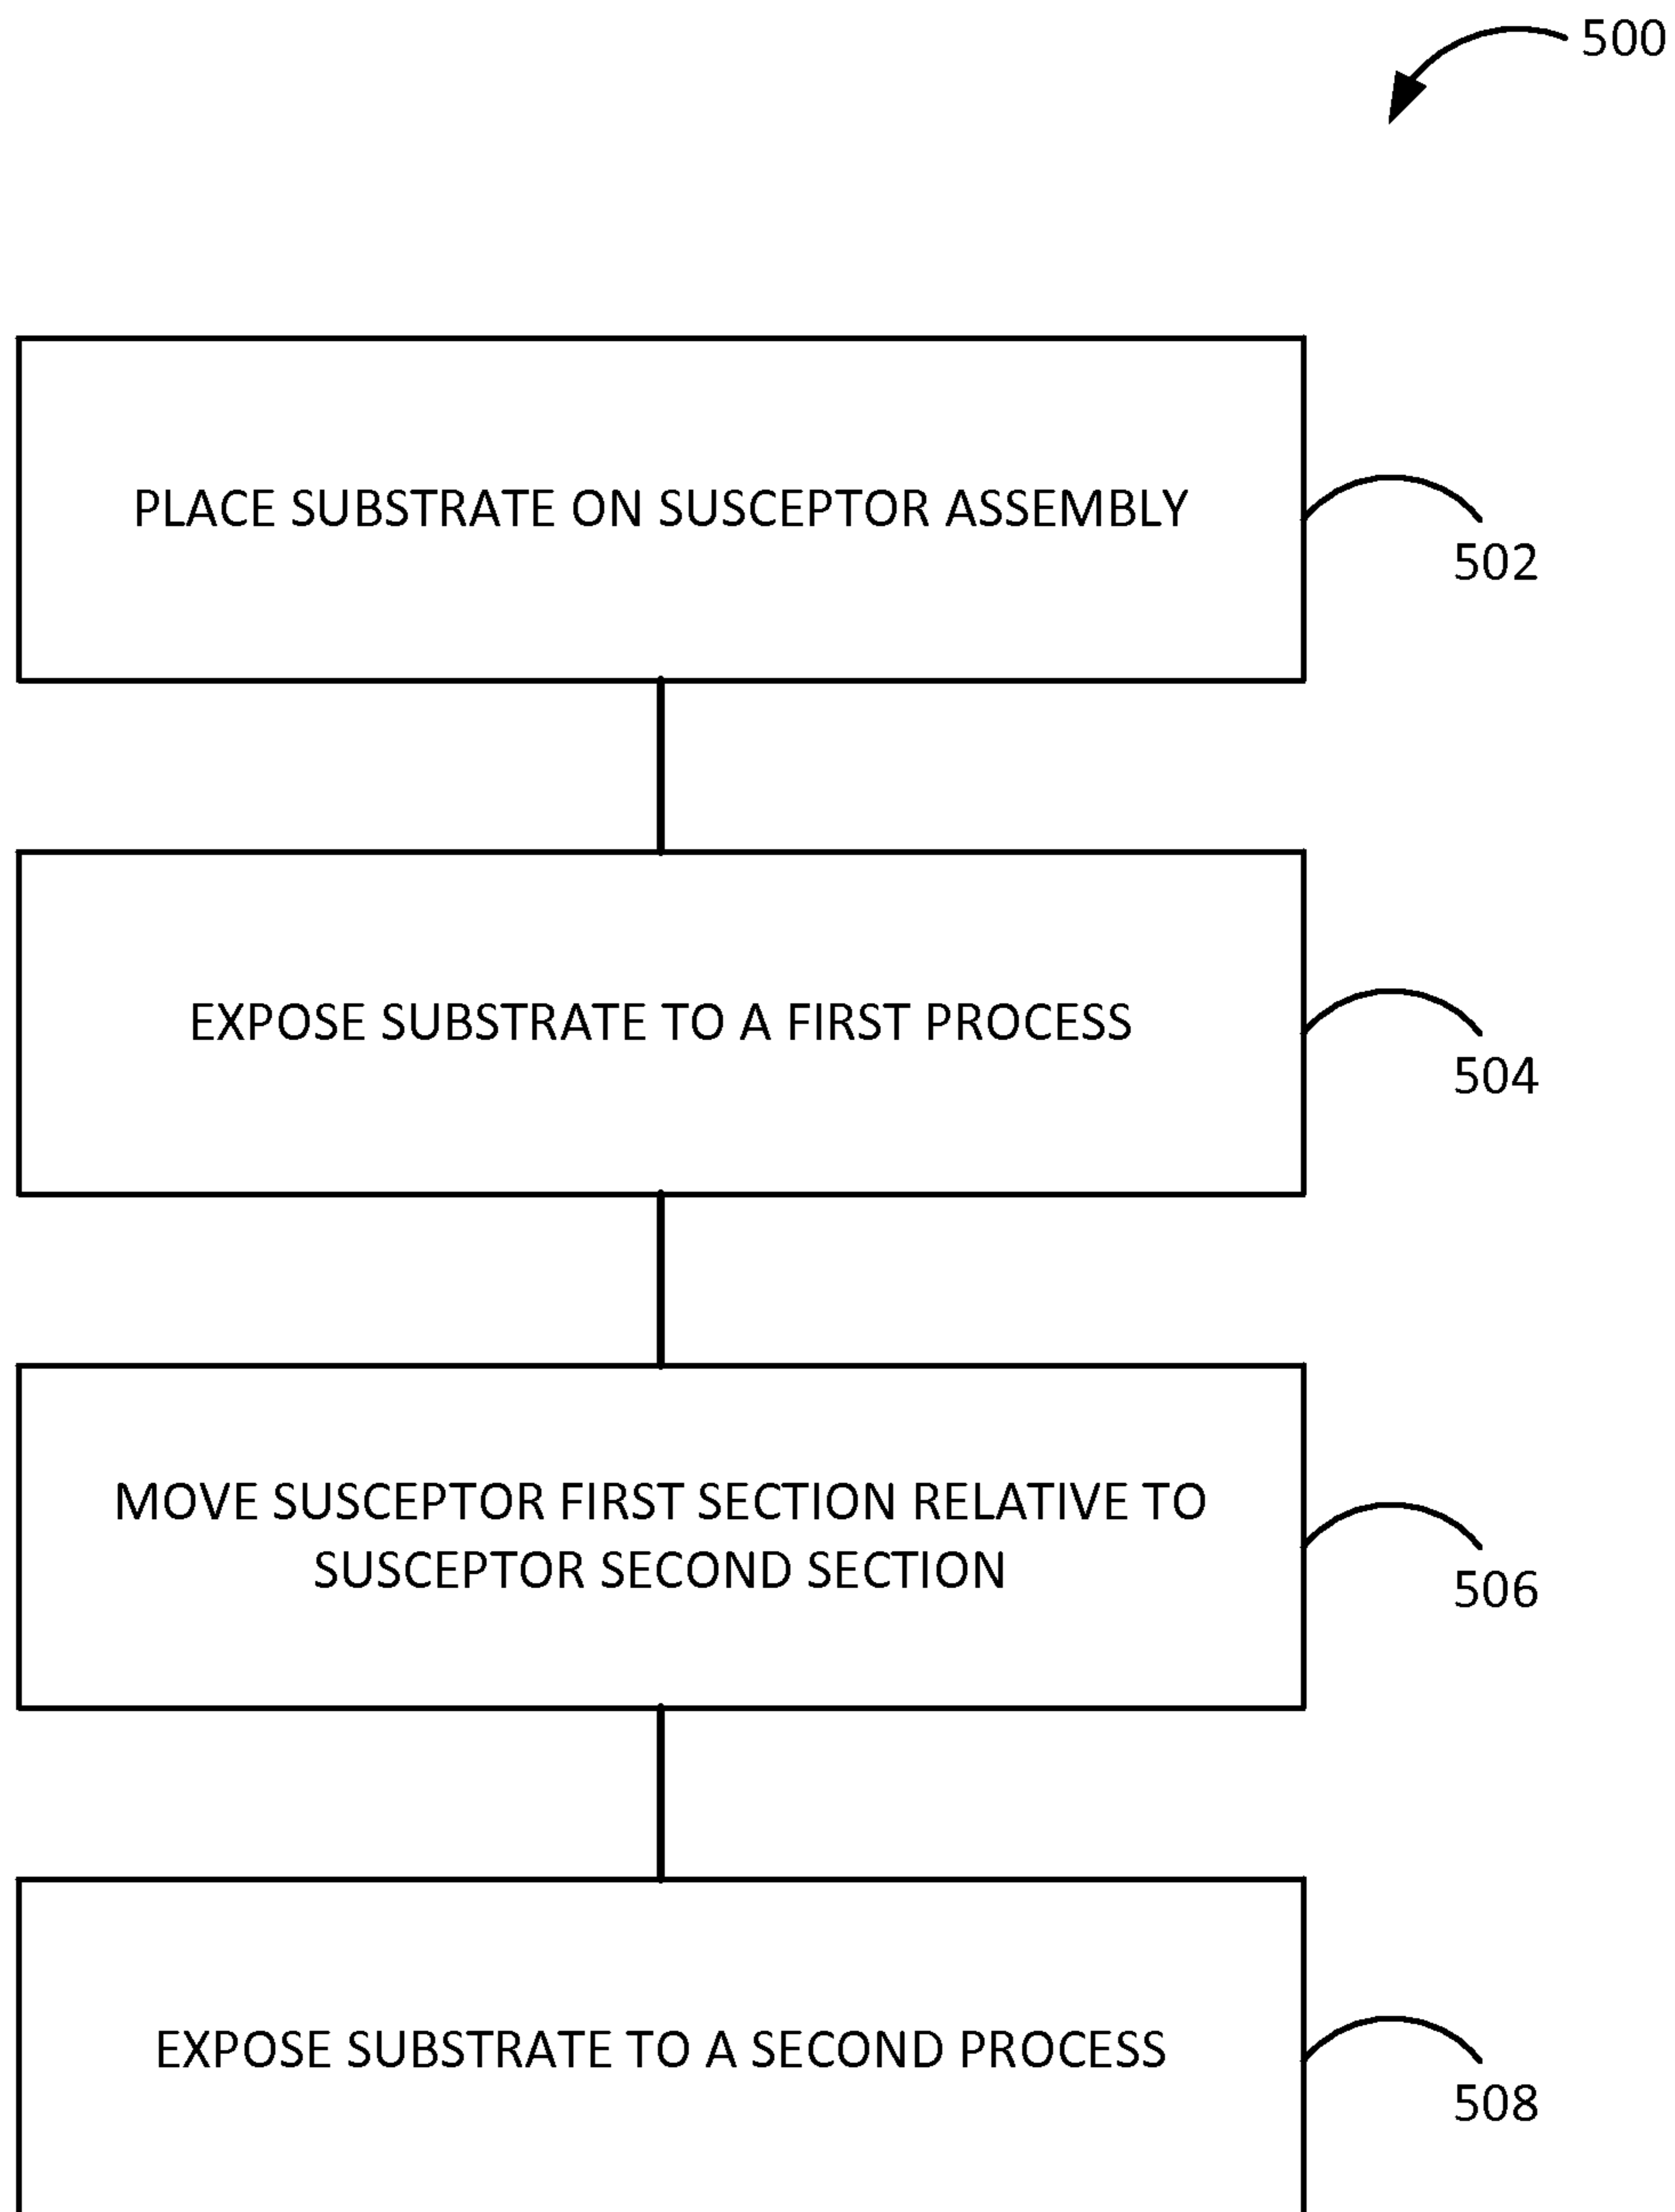 500
PLACE SUBSTRATE ON SUSCEPTOR ASSEMBLY
502
EXPOSE SUBSTRATE TO A FIRST PROCESS
504
MOVE SUSCEPTOR FIRST SECTION RELATIVE TO
SUSCEPTOR SECOND SECTION
506
EXPOSE SUBSTRATE TO A SECOND PROCESS
508